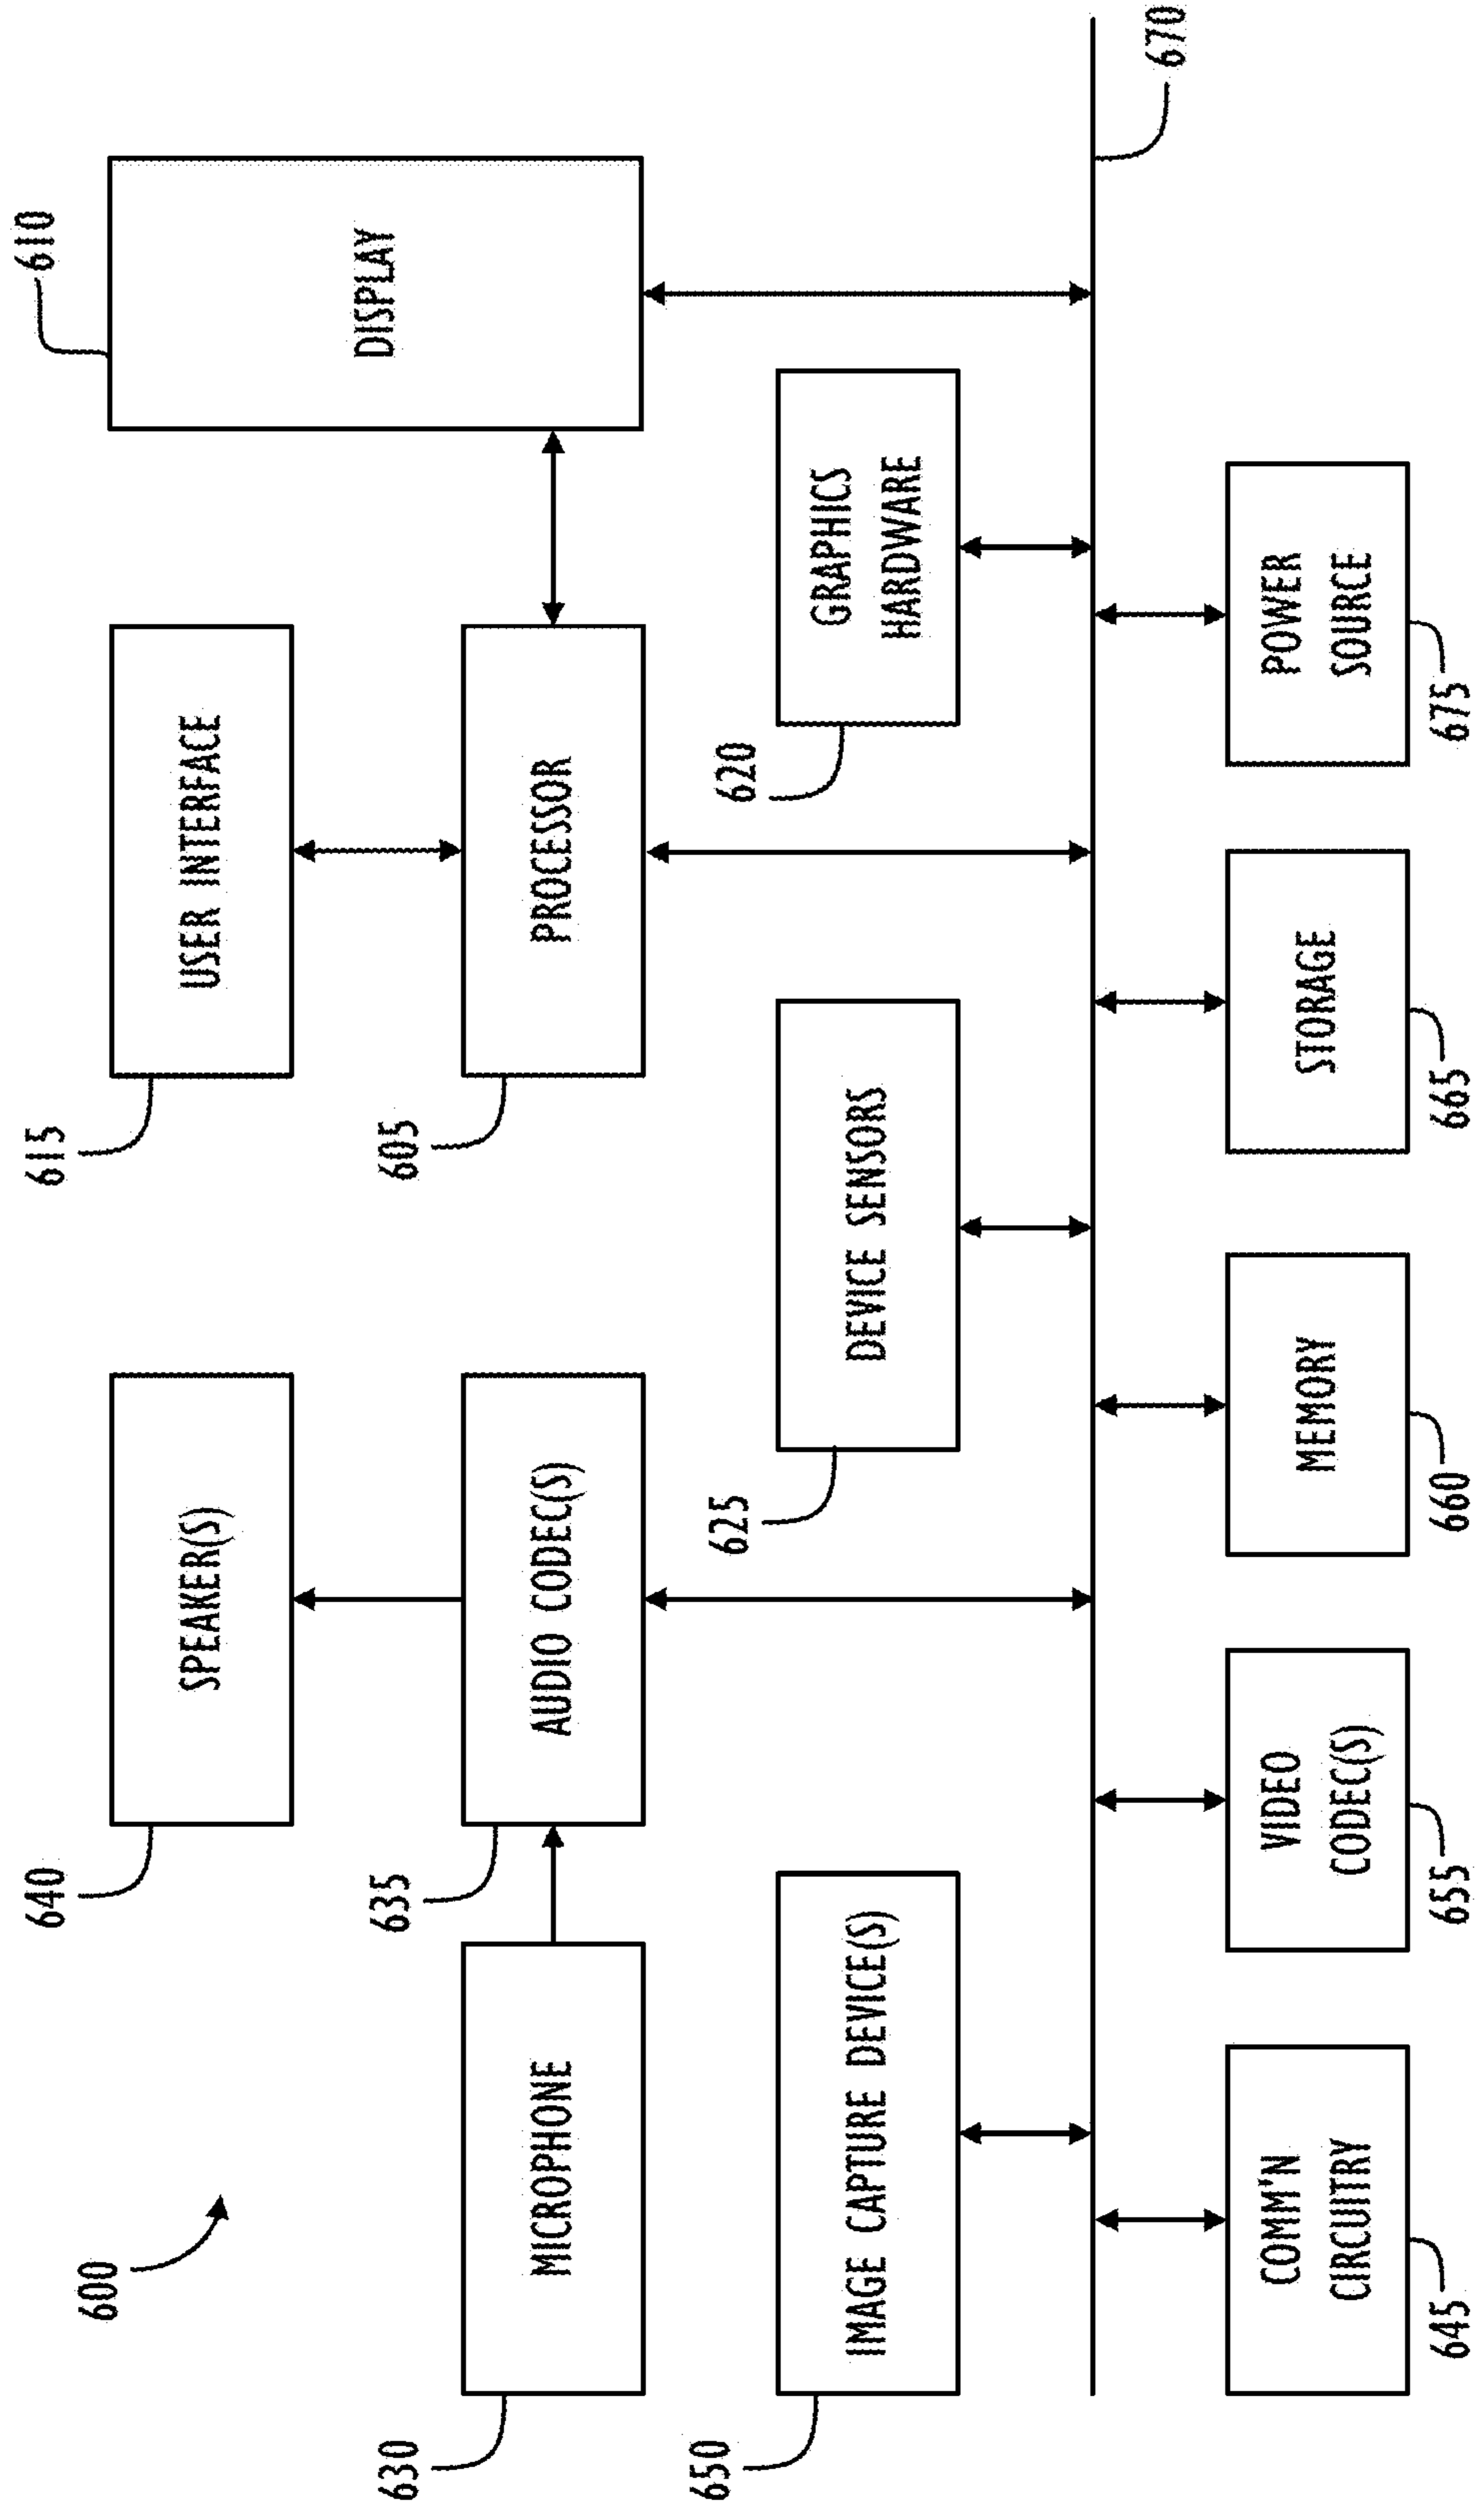 600
640
SPEAKER(S)
615
USER INTERFACE
610
DISPLAY
630
MICROPHONE
635
AUDIO CODEC(S)
605
PROCESSOR
650
IMAGE CAPTURE DEVICE(S)
625
DEVICE SENSORS
620
GRAPHICS
HARDWARE
670
COMM'N
CIRCUITRY
645
VIDEO
CODEC(S)
655
MEMORY
660
STORAGE
665
POWER
SOURCE
675